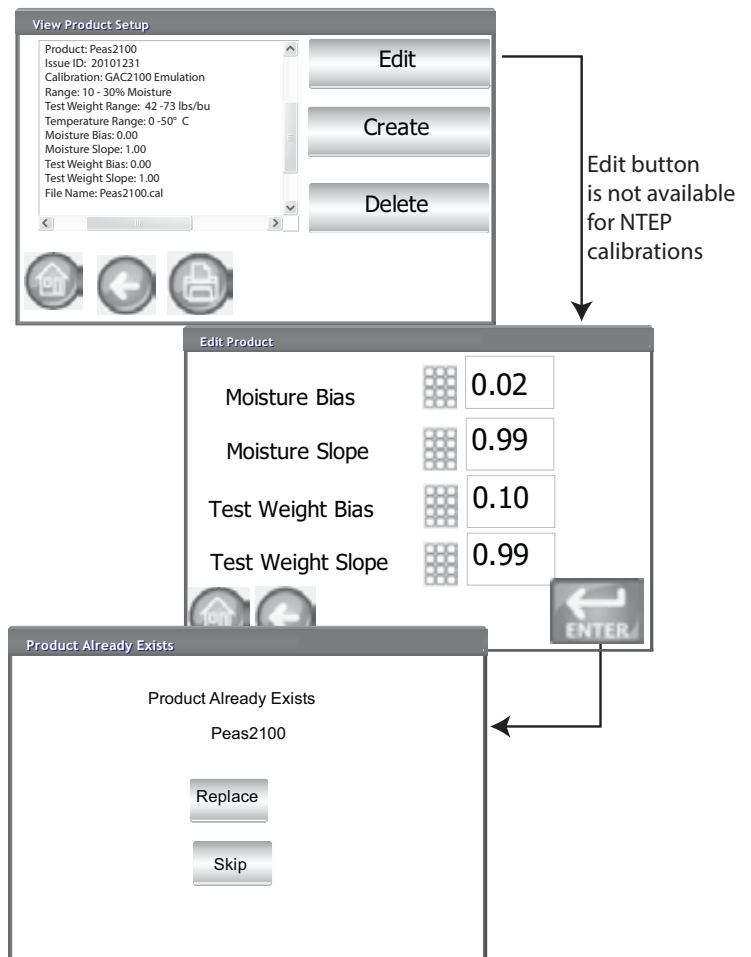 View Product Setup
Product: Peas2100
Issue ID: 20101231
Calibration: GAC2100 Emulation
Range: 10 - 30% Moisture
Test Weight Range: 42 -73 lbs/bu
Temperature Range: 0 -50° C
Moisture Bias: 0.00
Moisture Slope: 1.00
Test Weight Bias: 0.00
Test Weight Slope: 1.00
File Name: Peas2100.cal
Edit
Create
Delete
Edit button
is not available
for NTEP
calibrations
Edit Product
Moisture Bias 0.02
Moisture Slope 0.99
Test Weight Bias 0.10
Test Weight Slope 0.99
ENTER
Product Already Exists
Product Already Exists
Peas2100
Replace
Skip